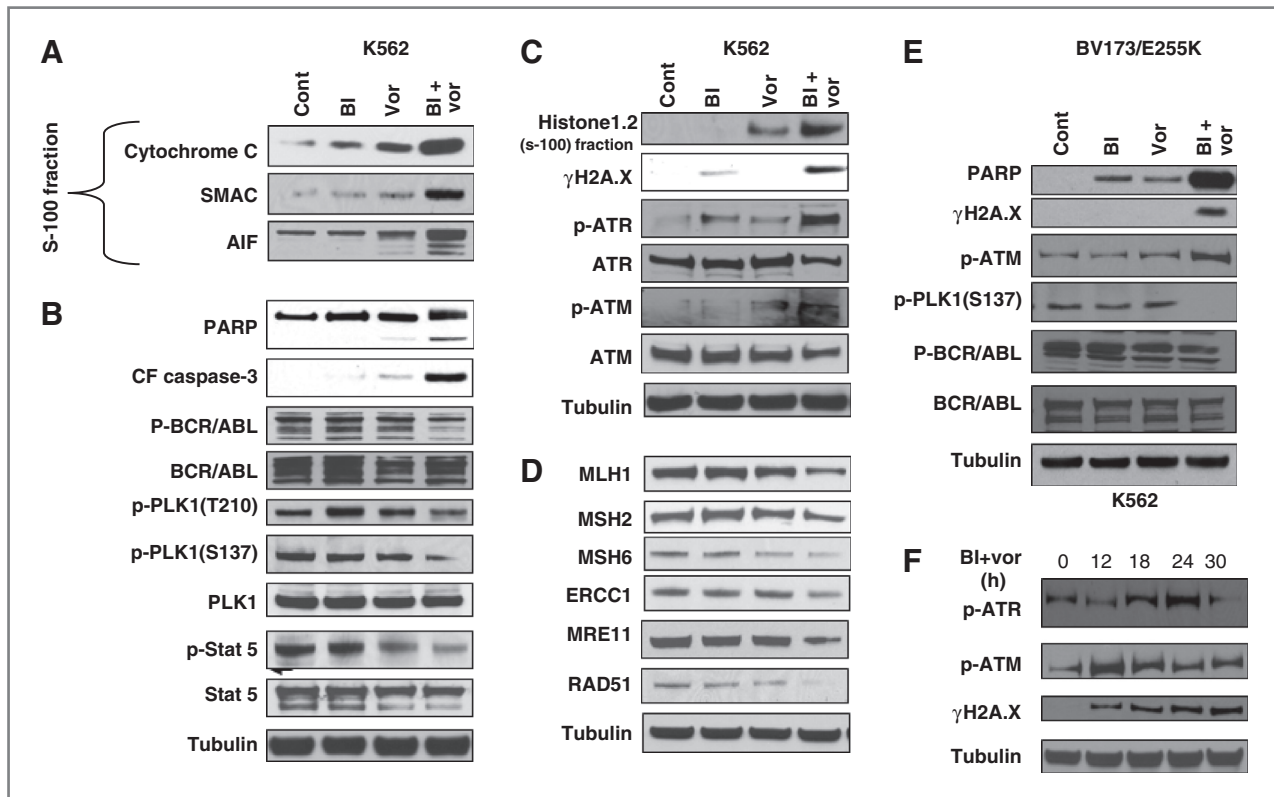 A
K562
Cont
BI
Vor
BI +
vor
S-100 fraction
Cytochrome C
SMAC
AIF
B
PARP
CF caspase-3
P-BCR/ABL
BCR/ABL
p-PLK1(T210)
p-PLK1(S137)
PLK1
p-Stat 5
Stat 5
Tubulin
C
K562
Cont
BI
Vor
BI +
vor
Histone1.2
(s-100) fraction
γH2A.X
p-ATR
ATR
p-ATM
ATM
Tubulin
D
MLH1
MSH2
MSH6
ERCC1
MRE11
RAD51
Tubulin
E
BV173/E255K
Cont
BI
Vor
BI +
vor
PARP
γH2A.X
p-ATM
p-PLK1(S137)
P-BCR/ABL
BCR/ABL
Tubulin
K562
F
BI+vor 0 12 18 24 30
(h)
p-ATR
p-ATM
γH2A.X
Tubulin